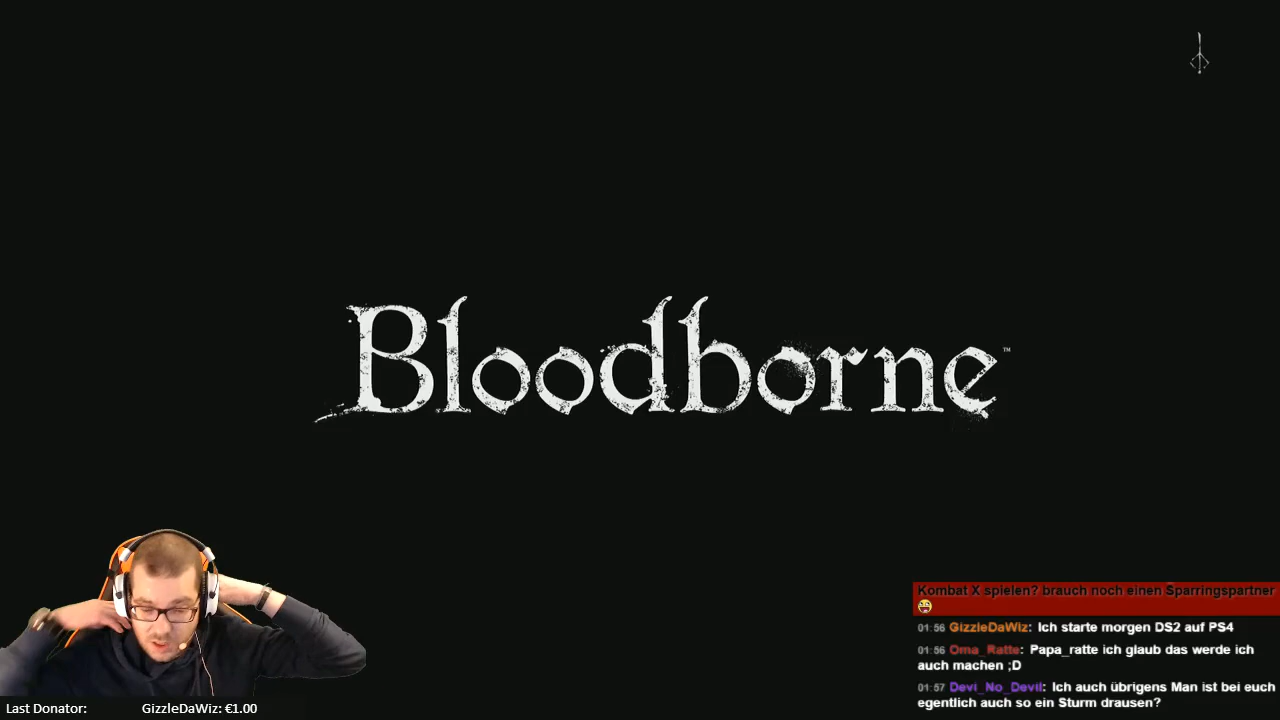 Bloodborne™
Kombat X spielen? brauch noch einen Sparringspartner
01:56 GizzleDaWiz: Ich starte morgen DS2 auf PS4
01:56 Oma_Ratte: Papa_ratte ich glaub das werde ich
auch machen ;D
01:57 Devi_No_Devil: Ich auch übrigens Man ist bei euch
egentlich auch so ein Sturm drausen?
Last Donator: GizzleDaWiz: €1.00